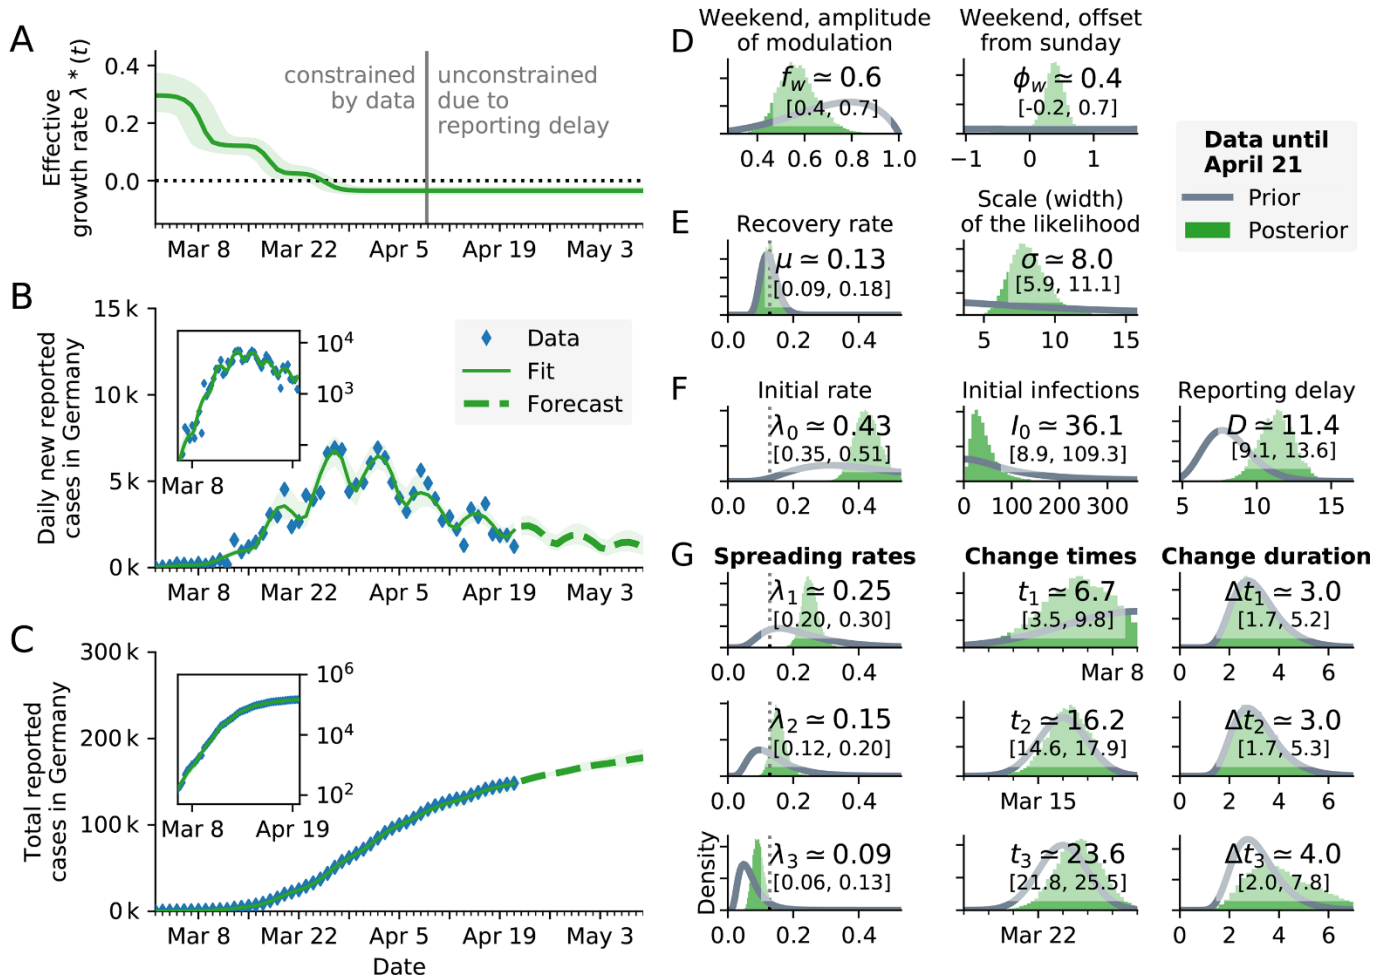 A
Effective
growth rate λ*(t)
0.4
0.2
0.0
constrained
by data
unconstrained
due to
reporting delay
Mar 8
Mar 22
Apr 5
Apr 19
May 3
B
Daily new reported
cases in Germany
15 k
10 k
5 k
0 k
10⁴
10³
Mar 8
Data
Fit
Forecast
Mar 8
Mar 22
Apr 5
Apr 19
May 3
C
Total reported
cases in Germany
300 k
200 k
100 k
0 k
10⁶
10⁴
10²
Mar 8
Apr 19
Mar 8
Mar 22
Apr 5
Apr 19
May 3
Date
D
Weekend, amplitude
of modulation
f_w ≃ 0.6
[0.4, 0.7]
0.4 0.6 0.8 1.0
Weekend, offset
from sunday
ϕ_w ≃ 0.4
[-0.2, 0.7]
−1 0 1
Data until
April 21
Prior
Posterior
E
Recovery rate
μ ≃ 0.13
[0.09, 0.18]
0.0 0.2 0.4
Scale (width)
of the likelihood
σ ≃ 8.0
[5.9, 11.1]
5 10 15
F
Initial rate
λ₀ ≃ 0.43
[0.35, 0.51]
0.0 0.2 0.4
Initial infections
I₀ ≃ 36.1
[8.9, 109.3]
0 100 200 300
Reporting delay
D ≃ 11.4
[9.1, 13.6]
5 10 15
G
Spreading rates
Change times
Change duration
λ₁ ≃ 0.25
[0.20, 0.30]
0.0 0.2 0.4
t₁ ≃ 6.7
[3.5, 9.8]
Mar 8
Δt₁ ≃ 3.0
[1.7, 5.2]
0 2 4 6
λ₂ ≃ 0.15
[0.12, 0.20]
0.0 0.2 0.4
t₂ ≃ 16.2
[14.6, 17.9]
Mar 15
Δt₂ ≃ 3.0
[1.7, 5.3]
0 2 4 6
Density
λ₃ ≃ 0.09
[0.06, 0.13]
0.0 0.2 0.4
t₃ ≃ 23.6
[21.8, 25.5]
Mar 22
Δt₃ ≃ 4.0
[2.0, 7.8]
0 2 4 6